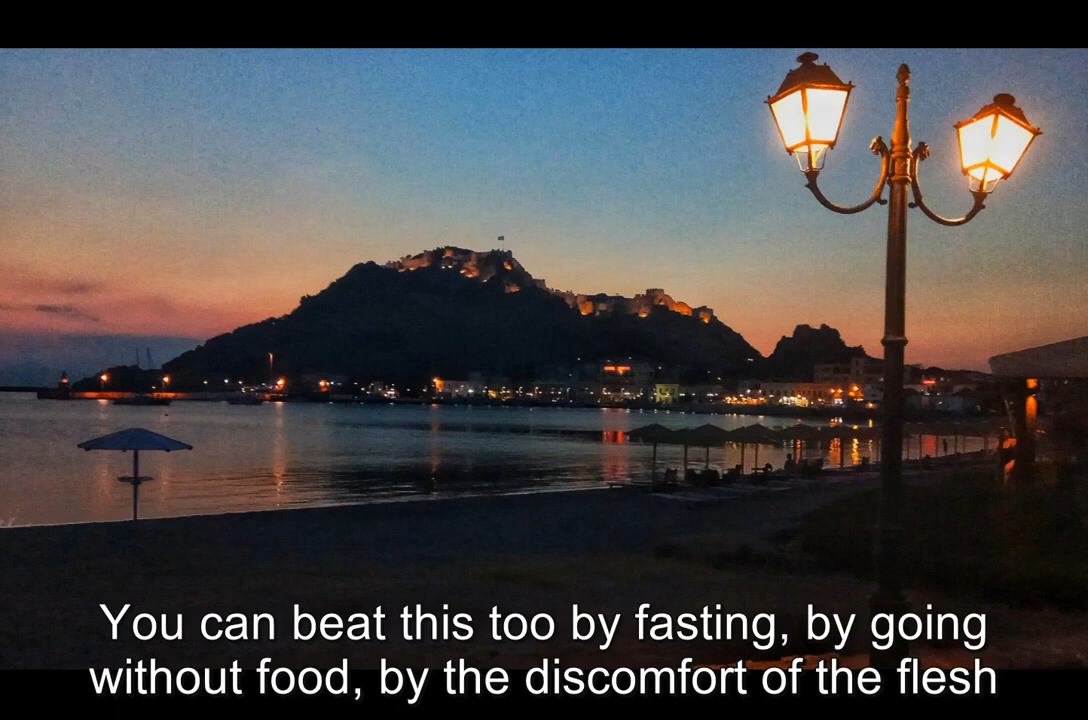 You can beat this too by fasting, by going
without food, by the discomfort of the flesh